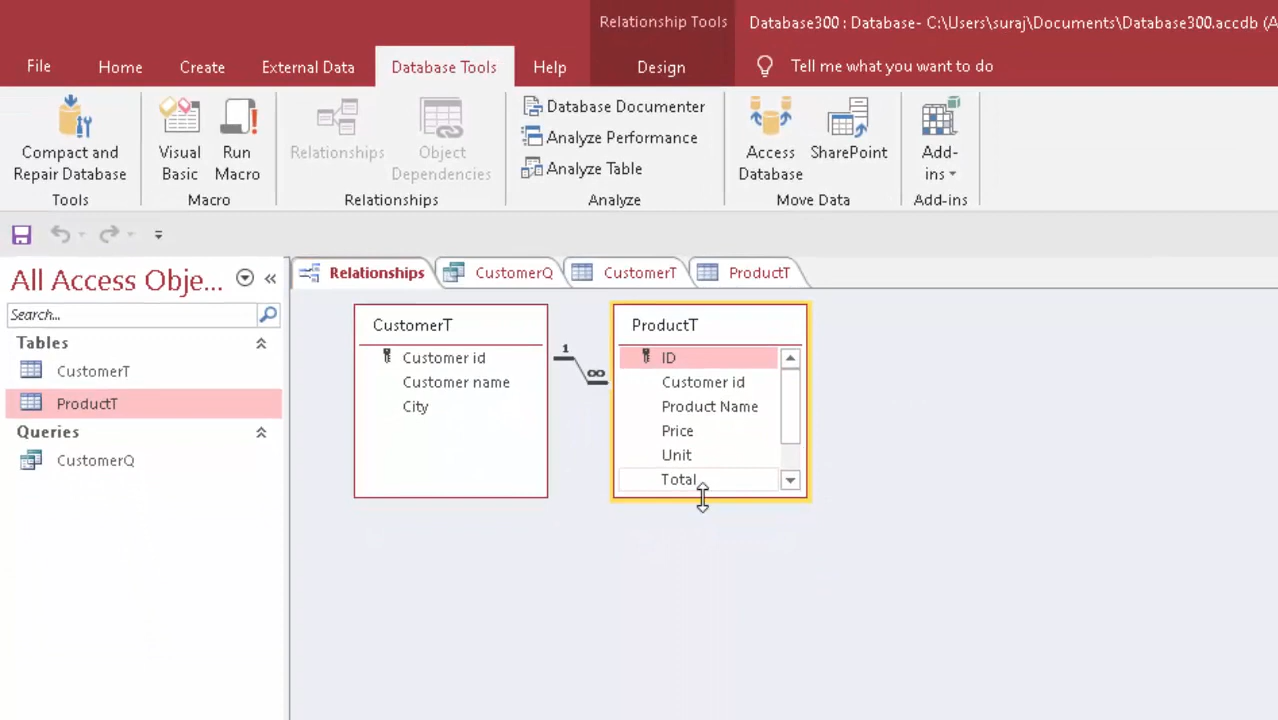 Relationship Tools
Database300 : Database- C:\Users\suraj\Documents\Database300.accdb (A
File Home Create External Data Database Tools Help Design Tell me what you want to do
Compact and Repair Database
Visual Basic
Run Macro
Relationships
Object Dependencies
Database Documenter
Analyze Performance
Analyze Table
Access Database
SharePoint
Add-ins
Tools Macro Relationships Analyze Move Data Add-ins
All Access Obje...
Search...
Tables
CustomerT
ProductT
Queries
CustomerQ
Relationships CustomerQ CustomerT ProductT
CustomerT
Customer id
Customer name
City
1
∞
ProductT
ID
Customer id
Product Name
Price
Unit
Total